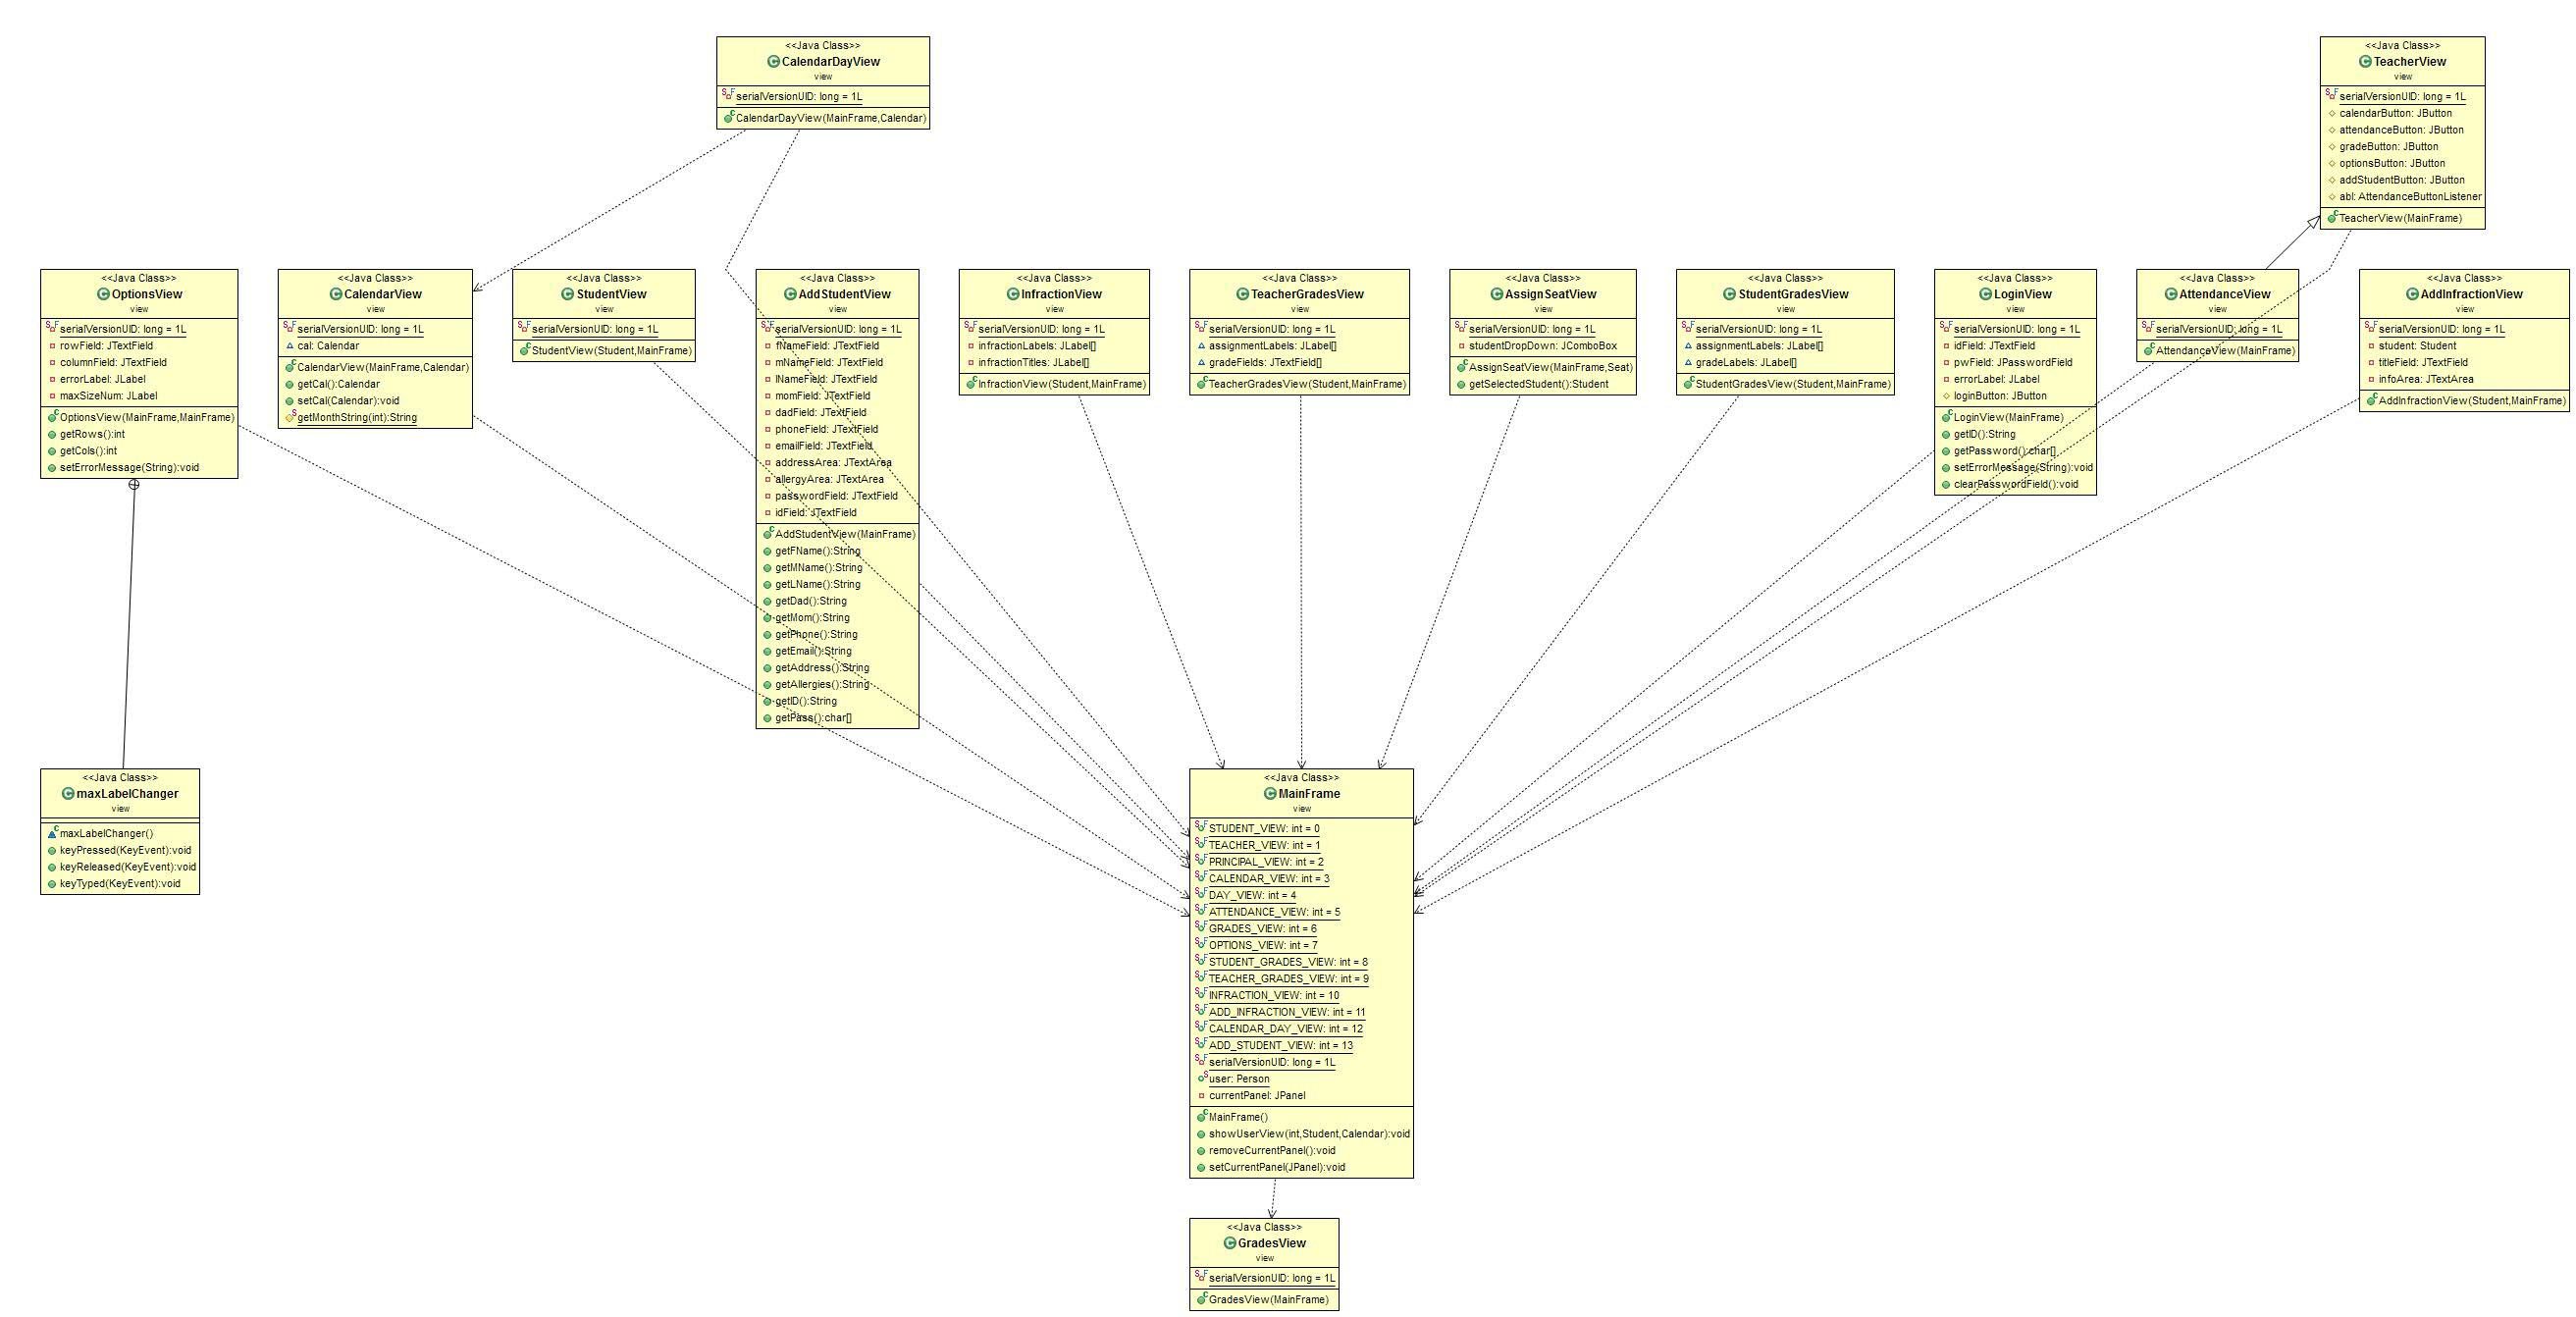 <<Java Class>>
CalendarDayView
view
serialVersionUID: long = 1L
CalendarDayView(MainFrame,Calendar)
<<Java Class>>
TeacherView
view
serialVersionUID: long = 1L
calendarButton: JButton
attendanceButton: JButton
gradeButton: JButton
optionsButton: JButton
addStudentButton: JButton
abl: AttendanceButtonListener
TeacherView(MainFrame)
<<Java Class>>
OptionsView
view
serialVersionUID: long = 1L
rowField: JTextField
columnField: JTextField
errorLabel: JLabel
maxSizeNum: JLabel
OptionsView(MainFrame,MainFrame)
getRows():int
getCols():int
setErrorMessage(String):void
<<Java Class>>
CalendarView
view
serialVersionUID: long = 1L
cal: Calendar
CalendarView(MainFrame,Calendar)
getCal():Calendar
setCal(Calendar):void
getMonthString(int):String
<<Java Class>>
StudentView
view
serialVersionUID: long = 1L
StudentView(Student,MainFrame)
<<Java Class>>
AddStudentView
view
serialVersionUID: long = 1L
fNameField: JTextField
mNameField: JTextField
lNameField: JTextField
momField: JTextField
dadField: JTextField
phoneField: JTextField
emailField: JTextField
addressArea: JTextArea
allergyArea: JTextArea
passwordField: JTextField
idField: JTextField
AddStudentView(MainFrame)
getFName():String
getMName():String
getLName():String
getDad():String
getMom():String
getPhone():String
getEmail():String
getAddress():String
getAllergies():String
getID():String
getPass():char[]
<<Java Class>>
InfractionView
view
serialVersionUID: long = 1L
infractionLabels: JLabel[]
infractionTitles: JLabel[]
InfractionView(Student,MainFrame)
<<Java Class>>
TeacherGradesView
view
serialVersionUID: long = 1L
assignmentLabels: JLabel[]
gradeFields: JTextField[]
TeacherGradesView(Student,MainFrame)
<<Java Class>>
AssignSeatView
view
serialVersionUID: long = 1L
studentDropDown: JComboBox
AssignSeatView(MainFrame,Seat)
getSelectedStudent():Student
<<Java Class>>
StudentGradesView
view
serialVersionUID: long = 1L
assignmentLabels: JLabel[]
gradeLabels: JLabel[]
StudentGradesView(Student,MainFrame)
<<Java Class>>
LoginView
view
serialVersionUID: long = 1L
idField: JTextField
pwField: JPasswordField
errorLabel: JLabel
loginButton: JButton
LoginView(MainFrame)
getID():String
getPassword():char[]
setErrorMessage(String):void
clearPasswordField():void
<<Java Class>>
AttendanceView
view
serialVersionUID: long = 1L
AttendanceView(MainFrame)
<<Java Class>>
AddInfractionView
view
serialVersionUID: long = 1L
student: Student
titleField: JTextField
infoArea: JTextArea
AddInfractionView(Student,MainFrame)
<<Java Class>>
maxLabelChanger
view
maxLabelChanger()
keyPressed(KeyEvent):void
keyReleased(KeyEvent):void
keyTyped(KeyEvent):void
<<Java Class>>
MainFrame
view
STUDENT_VIEW: int = 0
TEACHER_VIEW: int = 1
PRINCIPAL_VIEW: int = 2
CALENDAR_VIEW: int = 3
DAY_VIEW: int = 4
ATTENDANCE_VIEW: int = 5
GRADES_VIEW: int = 6
OPTIONS_VIEW: int = 7
STUDENT_GRADES_VIEW: int = 8
TEACHER_GRADES_VIEW: int = 9
INFRACTION_VIEW: int = 10
ADD_INFRACTION_VIEW: int = 11
CALENDAR_DAY_VIEW: int = 12
ADD_STUDENT_VIEW: int = 13
serialVersionUID: long = 1L
user: Person
currentPanel: JPanel
MainFrame()
showUserView(int,Student,Calendar):void
removeCurrentPanel():void
setCurrentPanel(JPanel):void
<<Java Class>>
GradesView
view
serialVersionUID: long = 1L
GradesView(MainFrame)